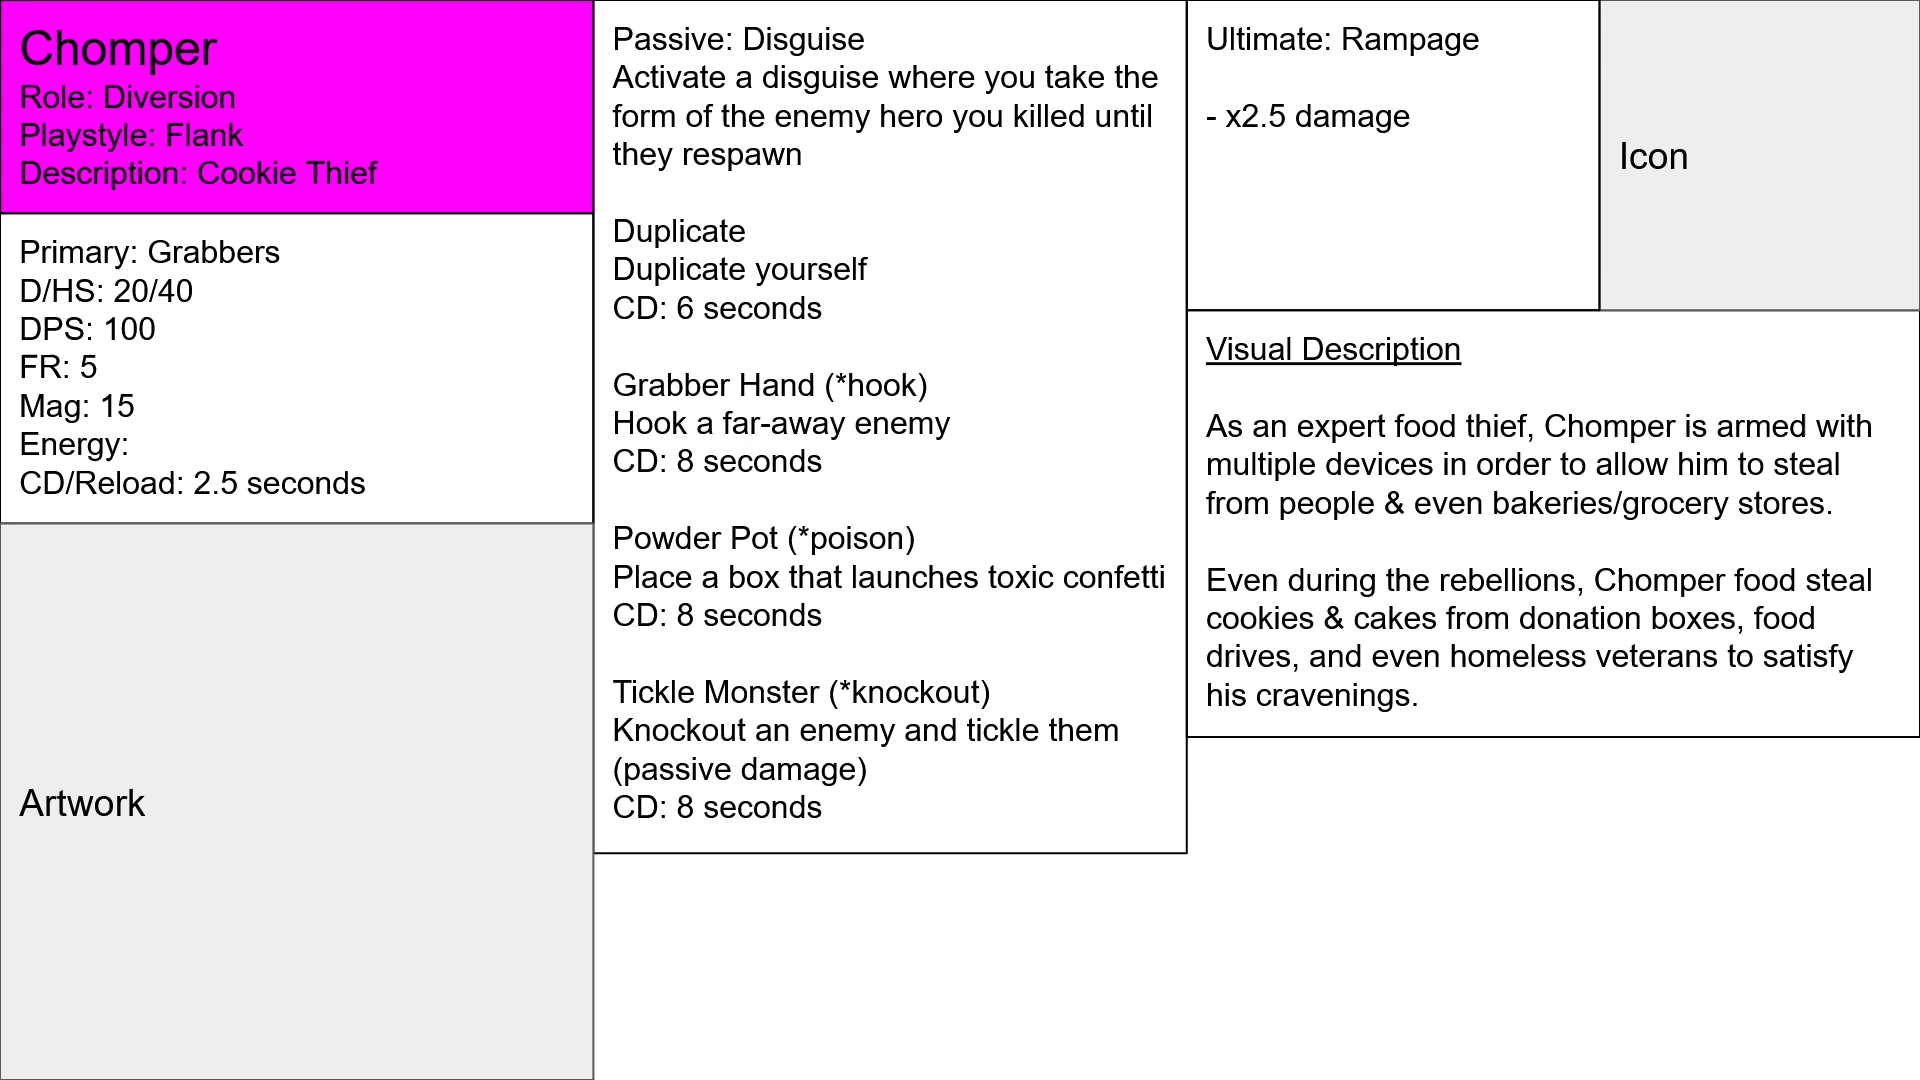 Chomper
Role: Diversion
Playstyle: Flank
Description: Cookie Thief
Primary: Grabbers
D/HS: 20/40
DPS: 100
FR: 5
Mag: 15
Energy:
CD/Reload: 2.5 seconds
Artwork
Passive: Disguise
Activate a disguise where you take the
form of the enemy hero you killed until
they respawn
Duplicate
Duplicate yourself
CD: 6 seconds
Grabber Hand (*hook)
Hook a far-away enemy
CD: 8 seconds
Powder Pot (*poison)
Place a box that launches toxic confetti
CD: 8 seconds
Tickle Monster (*knockout)
Knockout an enemy and tickle them
(passive damage)
CD: 8 seconds
Ultimate: Rampage
- x2.5 damage
Icon
Visual Description
As an expert food thief, Chomper is armed with
multiple devices in order to allow him to steal
from people & even bakeries/grocery stores.
Even during the rebellions, Chomper food steal
cookies & cakes from donation boxes, food
drives, and even homeless veterans to satisfy
his cravenings.